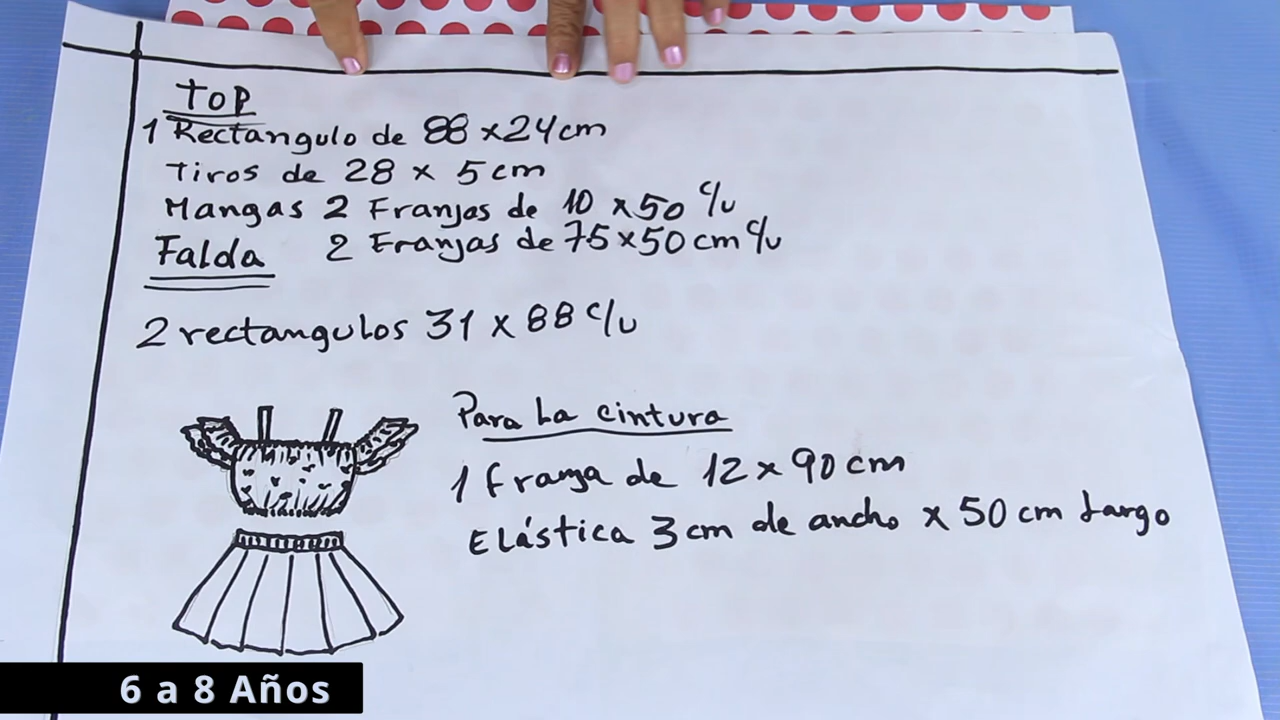 Top
1 Rectangulo de 88 x 24 cm
Tiros de 28 x 5 cm
Mangas 2 Franjas de 10 x 50 c/u
2 Franjas de 75 x 50 cm c/u
Falda
2 rectangulos 31 x 88 c/u
Para La cintura
1 franja de 12 x 90 cm
Elástica 3 cm de ancho x 50 cm Largo
6 a 8 Años